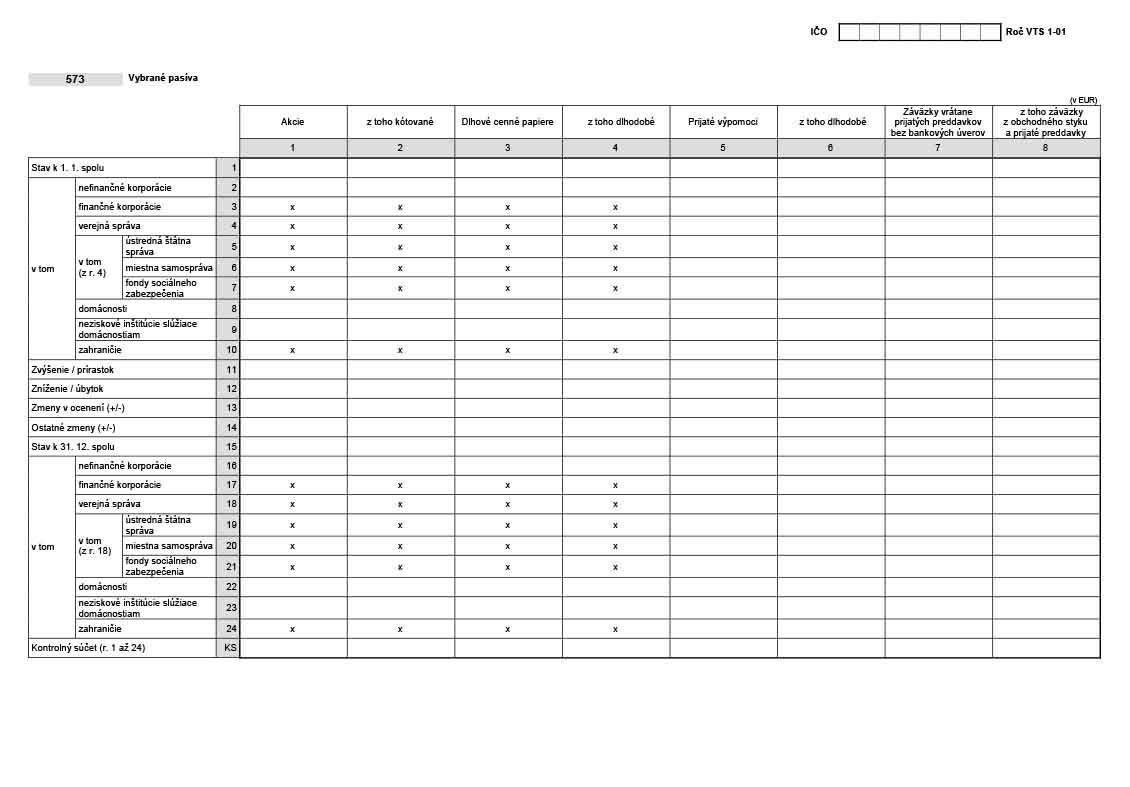 IČO Roč VTS 1-01
573 Vybrané pasíva
(v EUR)
Akcie z toho kótované Dlhové cenné papiere z toho dlhodobé Prijaté výpomoci z toho dlhodobé Záväzky vrátane prijatých preddavkov bez bankových úverov z toho záväzky z obchodného styku a prijaté preddavky
1 2 3 4 5 6 7 8
Stav k 1. 1. spolu 1
v tom
nefinančné korporácie 2
finančné korporácie 3 x x x x
verejná správa 4 x x x x
v tom (z r. 4)
ústredná štátna správa 5 x x x x
miestna samospráva 6 x x x x
fondy sociálneho zabezpečenia 7 x x x x
domácnosti 8
neziskové inštitúcie slúžiace domácnostiam 9
zahraničie 10 x x x x
Zvýšenie / prírastok 11
Zníženie / úbytok 12
Zmeny v ocenení (+/-) 13
Ostatné zmeny (+/-) 14
Stav k 31. 12. spolu 15
v tom
nefinančné korporácie 16
finančné korporácie 17 x x x x
verejná správa 18 x x x x
v tom (z r. 18)
ústredná štátna správa 19 x x x x
miestna samospráva 20 x x x x
fondy sociálneho zabezpečenia 21 x x x x
domácnosti 22
neziskové inštitúcie slúžiace domácnostiam 23
zahraničie 24 x x x x
Kontrolný súčet (r. 1 až 24) KS